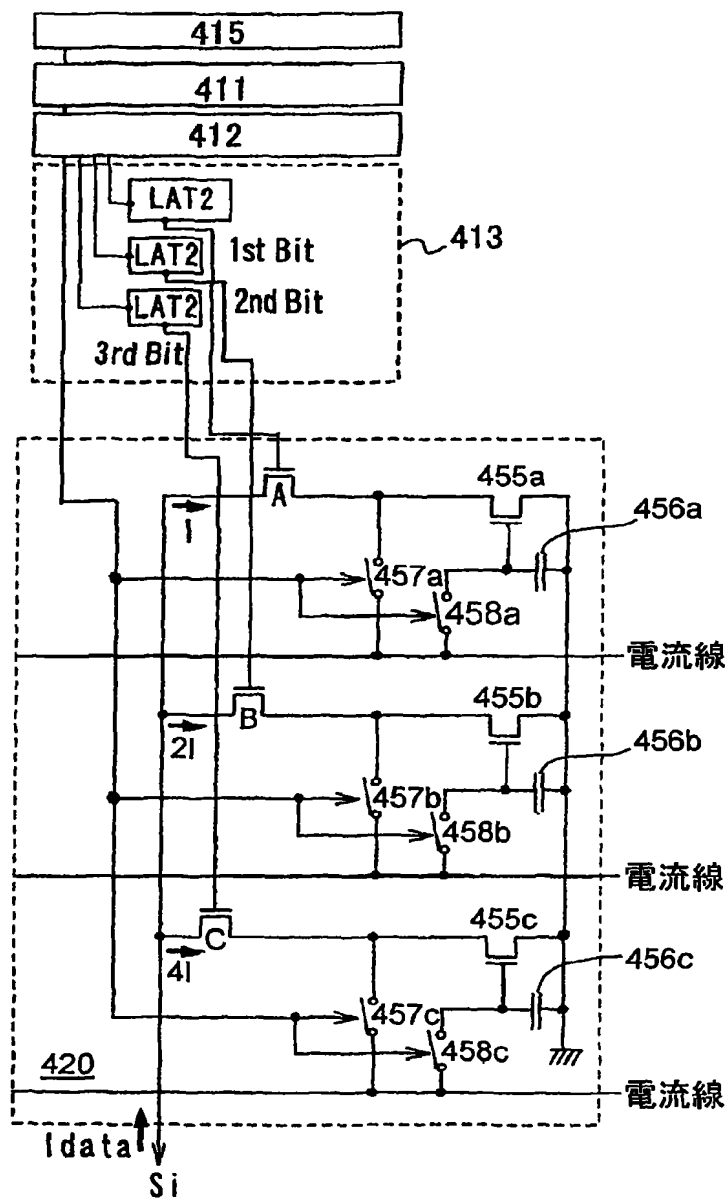 415
411
412
LAT2
413
1st Bit
LAT2
2nd Bit
LAT2
3rd Bit
A
455a
456a
I
457a
458a
電流線
B
455b
456b
2I
457b
458b
電流線
C
455c
456c
4I
457c
458c
420
電流線
Idata
Si